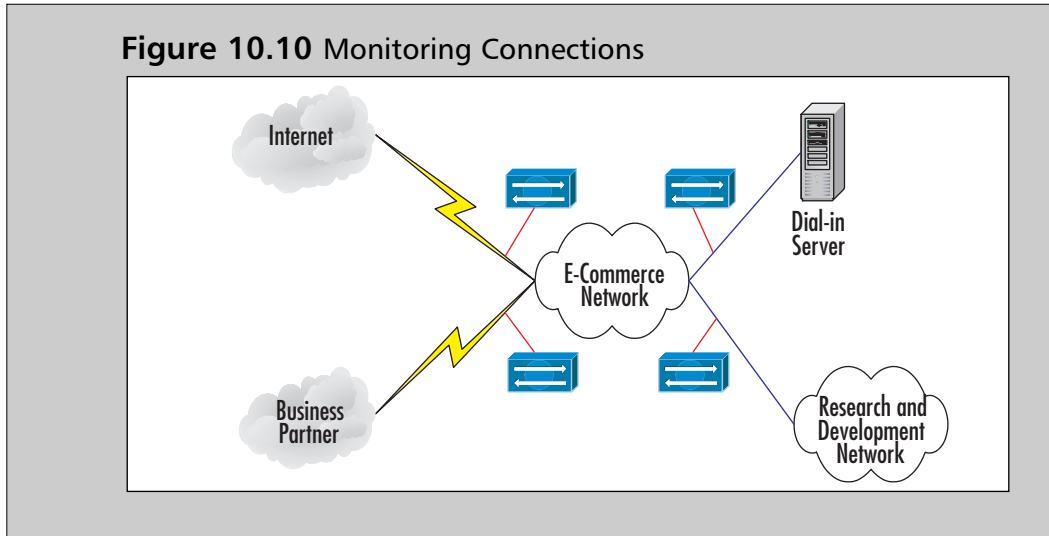 Figure 10.10 Monitoring Connections
Internet
Dial-in
Server
E-Commerce
Network
Business
Partner
Research and
Development
Network